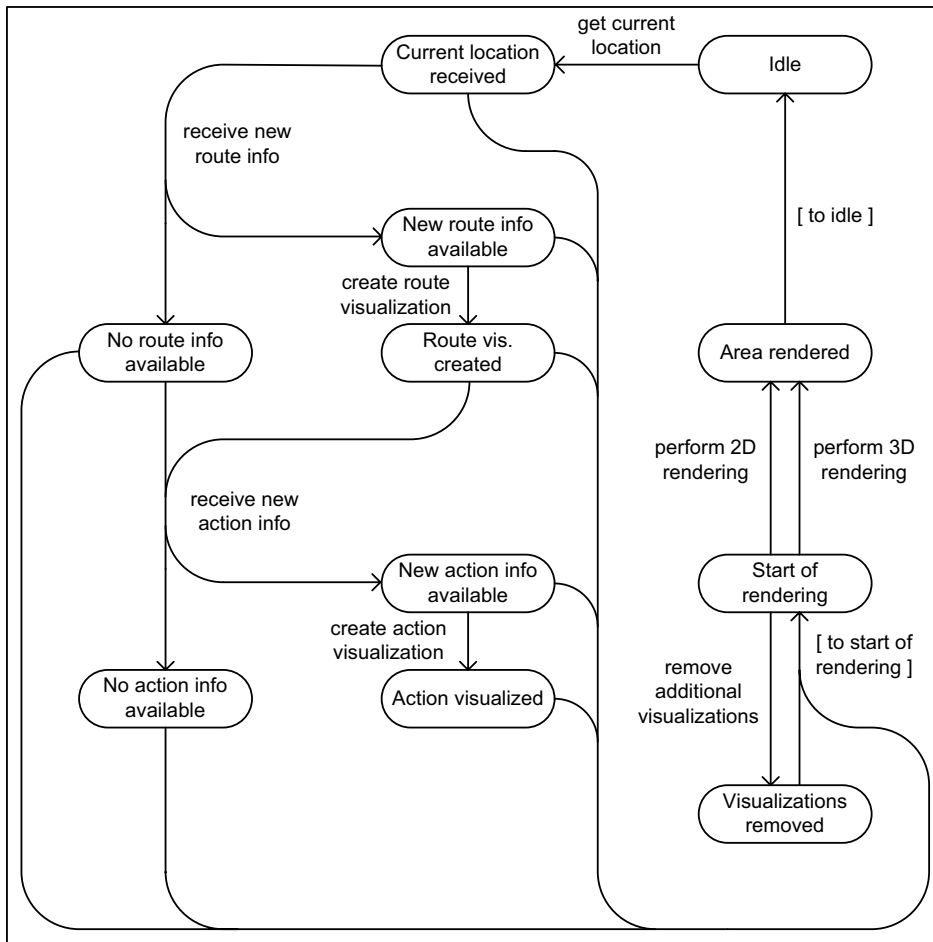 get current
location
Current location
received
Idle
receive new
route info
New route info
available
[ to idle ]
create route
visualization
No route info
available
Route vis.
created
Area rendered
perform 2D
rendering
perform 3D
rendering
receive new
action info
New action info
available
Start of
rendering
create action
visualization
[ to start of
rendering ]
remove
additional
visualizations
No action info
available
Action visualized
Visualizations
removed